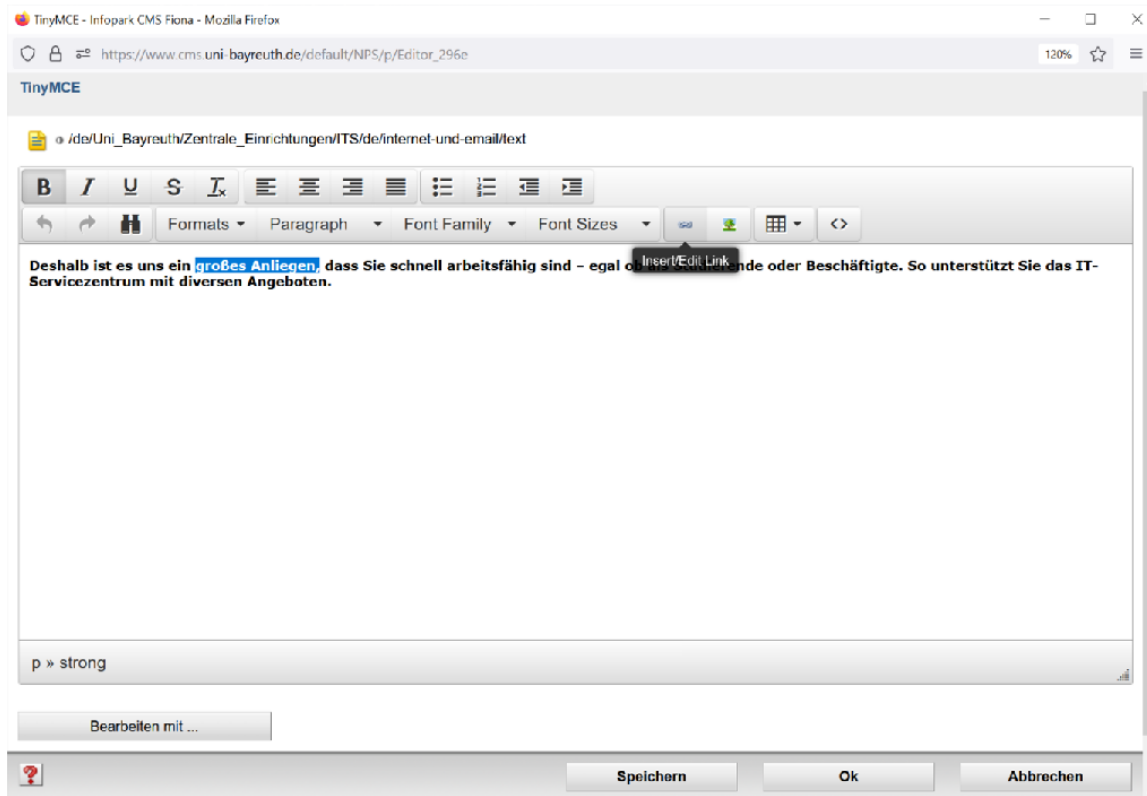 TinyMCE - Infopark CMS Fiona - Mozilla Firefox
https://www.cms.uni-bayreuth.de/default/NPS/p/Editor_296e
120%
TinyMCE
/de/Uni_Bayreuth/Zentrale_Einrichtungen/ITS/de/internet-und-email/text
B I U S Tx
Formats Paragraph Font Family Font Sizes <>
Insert/Edit Link
Deshalb ist es uns ein großes Anliegen, dass Sie schnell arbeitsfähig sind – egal ob als Studierende oder Beschäftigte. So unterstützt Sie das IT-
Servicezentrum mit diversen Angeboten.
p » strong
Bearbeiten mit ...
? Speichern Ok Abbrechen